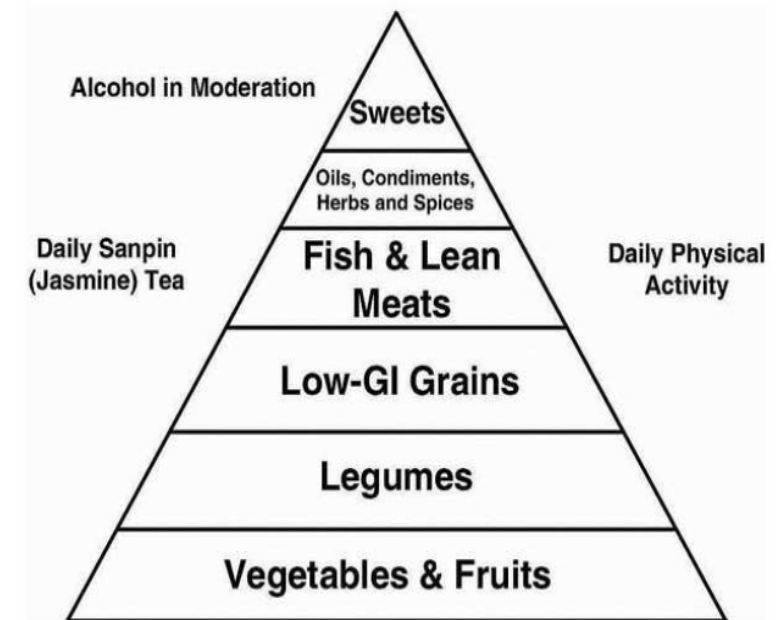 Alcohol in Moderation
Sweets
Oils, Condiments,
Herbs and Spices
Daily Sanpin
(Jasmine) Tea
Fish & Lean
Meats
Daily Physical
Activity
Low-GI Grains
Legumes
Vegetables & Fruits